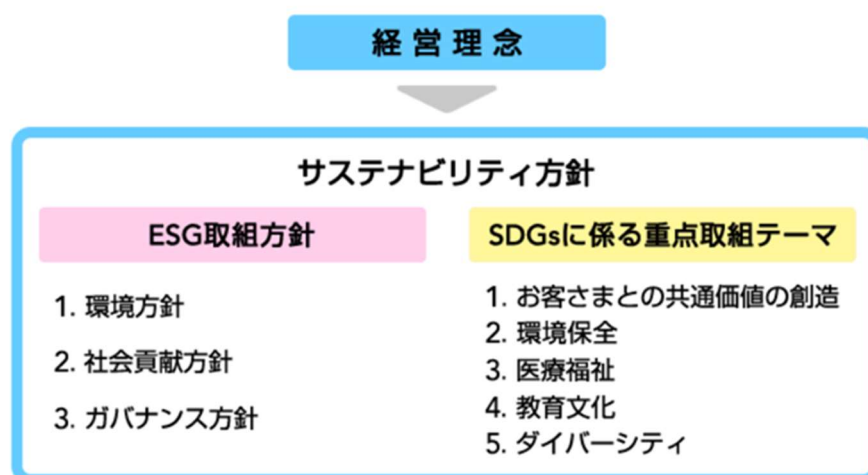 経営理念
サステナビリティ方針
ESG取組方針
1. 環境方針
2. 社会貢献方針
3. ガバナンス方針
SDGsに係る重点取組テーマ
1. お客さまとの共通価値の創造
2. 環境保全
3. 医療福祉
4. 教育文化
5. ダイバーシティ